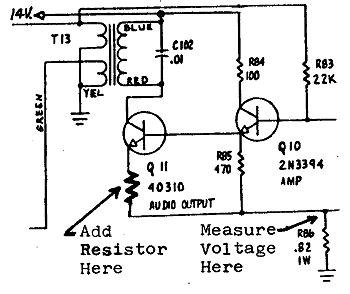 14V.
T13
BLUE
C102
.01
RED
YEL
GREEN
R84
100
R83
22K
Q11
40310
AUDIO OUTPUT
R85
470
Q10
2N3394
AMP
Add
Resistor
Here
Measure
Voltage
Here
R86
.82
1W